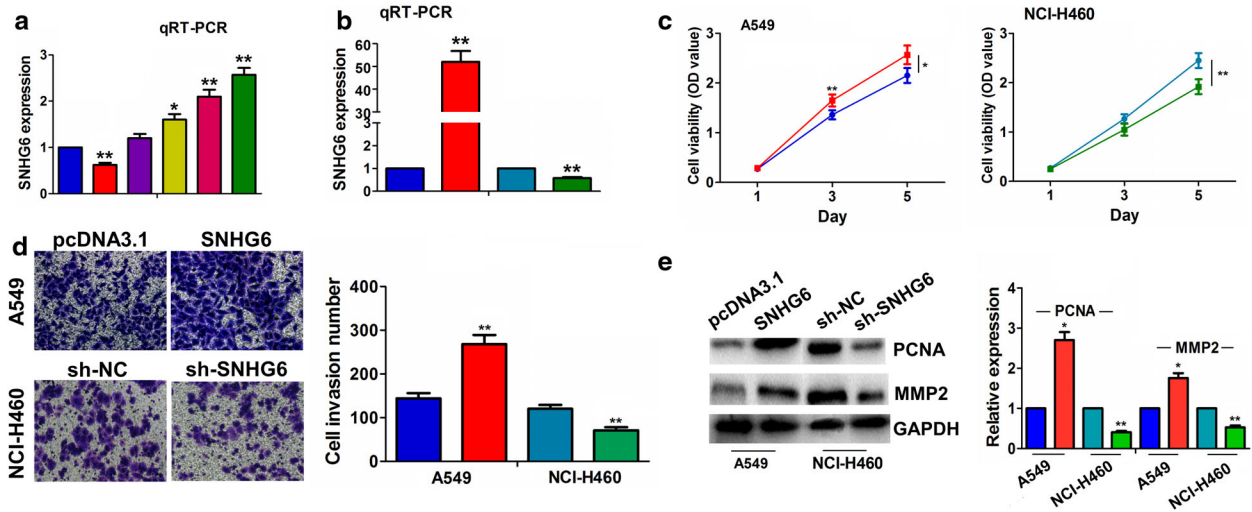 a
qRT-PCR
SNHG6 expression
3
2
1
0
**
*
**
**
b
qRT-PCR
SNHG6 expression
60
50
40
30
1
0
**
**
c
A549
Cell viability (OD value)
3
2
1
0
**
*
1 3 5
Day
NCI-H460
Cell viability (OD value)
3
2
1
0
**
1 3 5
Day
d
pcDNA3.1 SNHG6
A549
sh-NC sh-SNHG6
NCI-H460
Cell invasion number
400
300
200
100
0
**
**
A549 NCI-H460
e
pcDNA3.1
SNHG6
sh-NC
sh-SNHG6
PCNA
MMP2
GAPDH
A549 NCI-H460
Relative expression
4
3
2
1
0
PCNA
*
**
MMP2
*
**
A549
NCI-H460
A549
NCI-H460